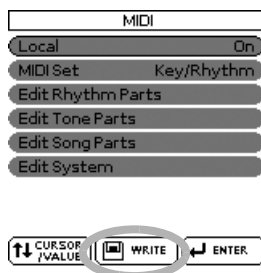 MIDI
Local On
MIDI Set Key/Rhythm
Edit Rhythm Parts
Edit Tone Parts
Edit Song Parts
Edit System
CURSOR /VALUE WRITE ENTER